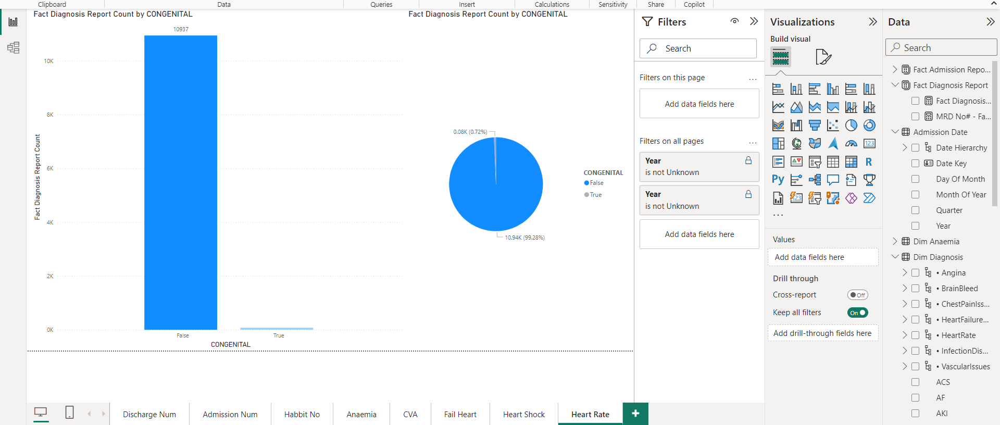 Clipboard
Data
Queries
Insert
Calculations
Sensitivity
Share
Copilot
Fact Diagnosis Report Count by CONGENITAL
10937
10K
8K
6K
4K
2K
0K
Fact Diagnosis Report Count
False
True
CONGENITAL
Fact Diagnosis Report Count by CONGENITAL
0.08K (0.72%)
10.94K (99.28%)
CONGENITAL
False
True
Filters
Search
Filters on this page
...
Add data fields here
Filters on all pages
...
Year
is not Unknown
Year
is not Unknown
Add data fields here
Visualizations
Build visual
123
R
Py
123
...
Values
Add data fields here
Drill through
Cross-report
Off
Keep all filters
On
Add drill-through fields here
Data
Search
Fact Admission Repo...
Fact Diagnosis Report
Fact Diagnosis...
MRD No# - Fa...
Admission Date
Date Hierarchy
Date Key
Day Of Month
Month Of Year
Quarter
Year
Dim Anaemia
Dim Diagnosis
• Angina
• BrainBleed
• ChestPainIss...
• HeartFailure...
• HeartRate
• InfectionDis...
• VascularIssues
ACS
AF
AKI
Discharge Num
Admission Num
Habbit No
Anaemia
CVA
Fail Heart
Heart Shock
Heart Rate
+